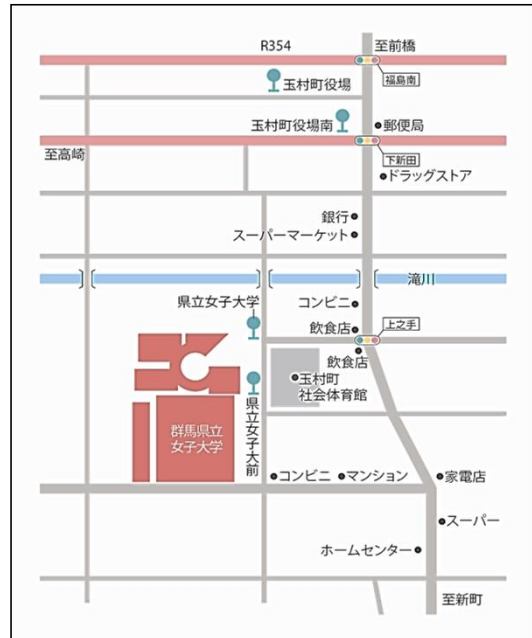 R354
至前橋
福島南
玉村町役場
玉村町役場南
郵便局
至高崎
下新田
ドラッグストア
銀行
スーパーマーケット
滝川
県立女子大学
コンビニ
飲食店
上之手
飲食店
玉村町
社会体育館
県立女子大前
群馬県立
女子大学
コンビニ
マンション
家電店
スーパー
ホームセンター
至新町